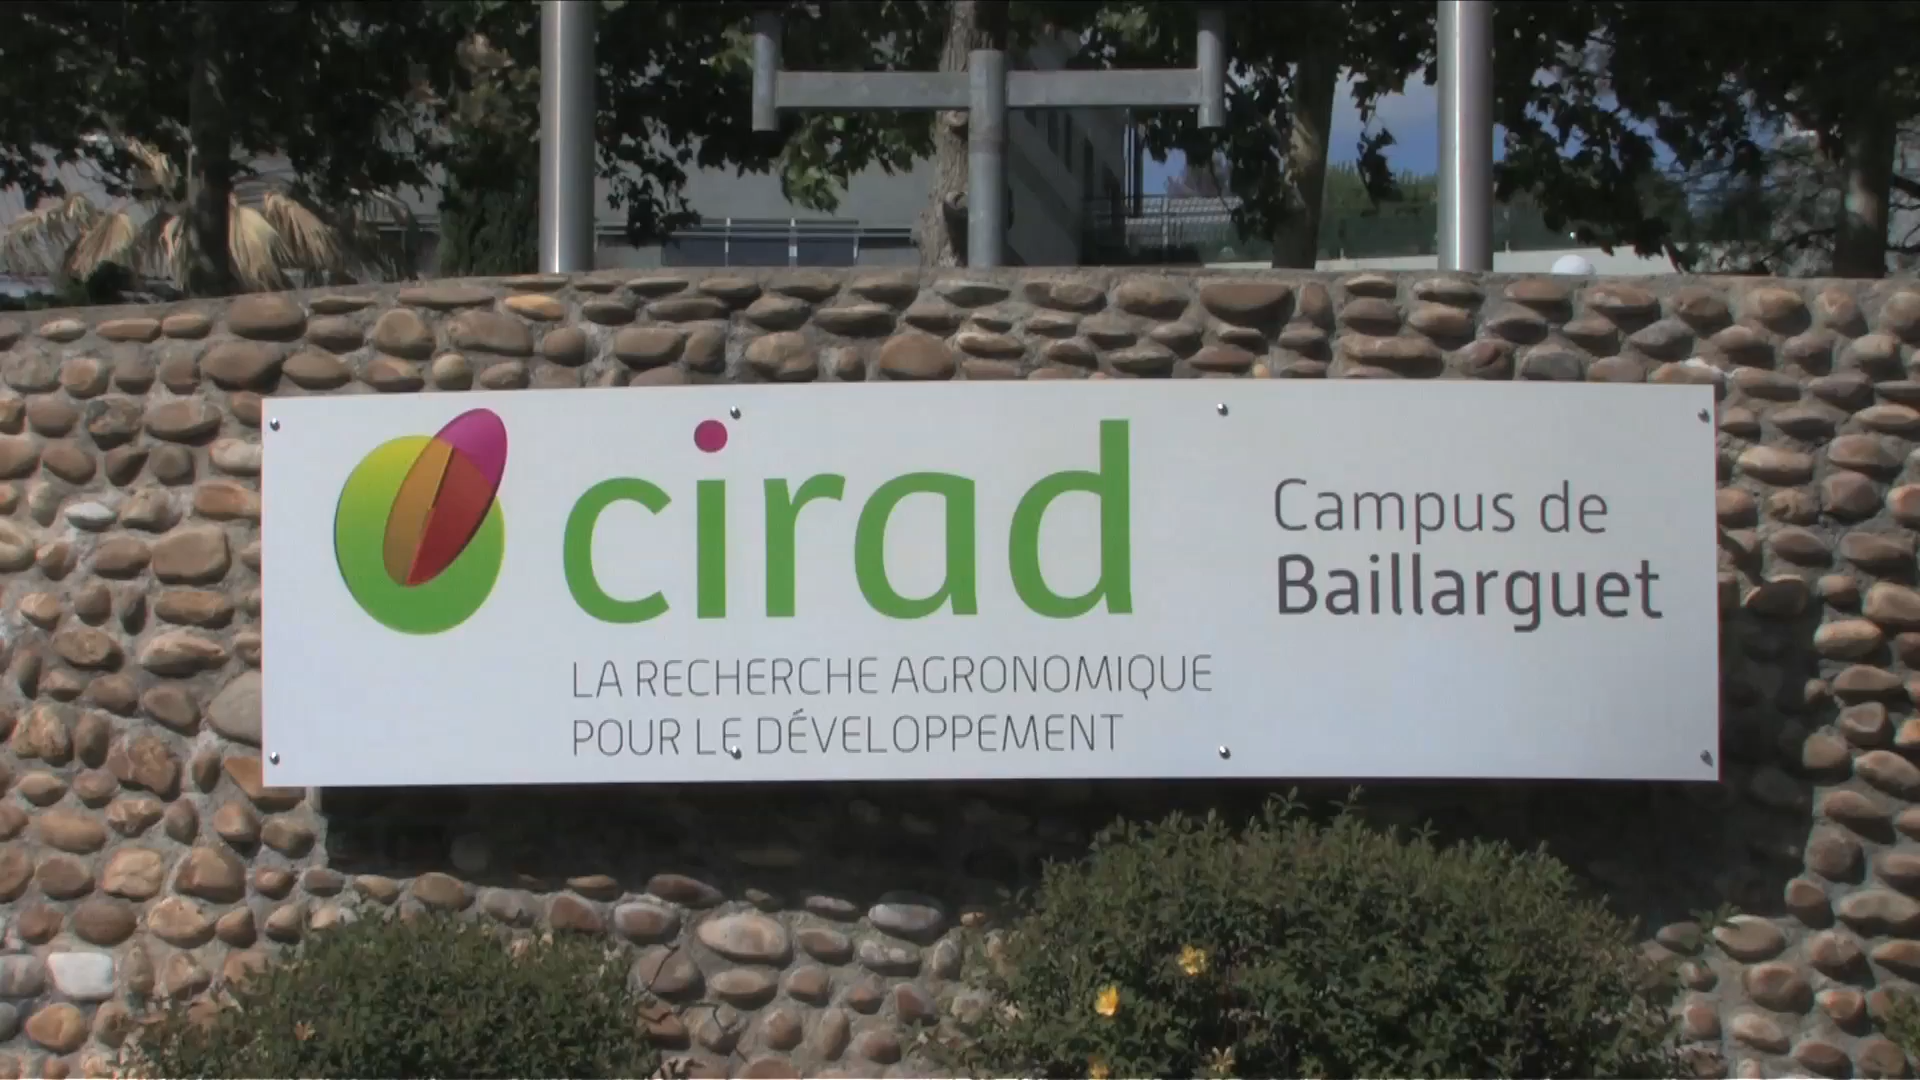 cirad
LA RECHERCHE AGRONOMIQUE
POUR LE DÉVELOPPEMENT
Campus de
Baillarguet